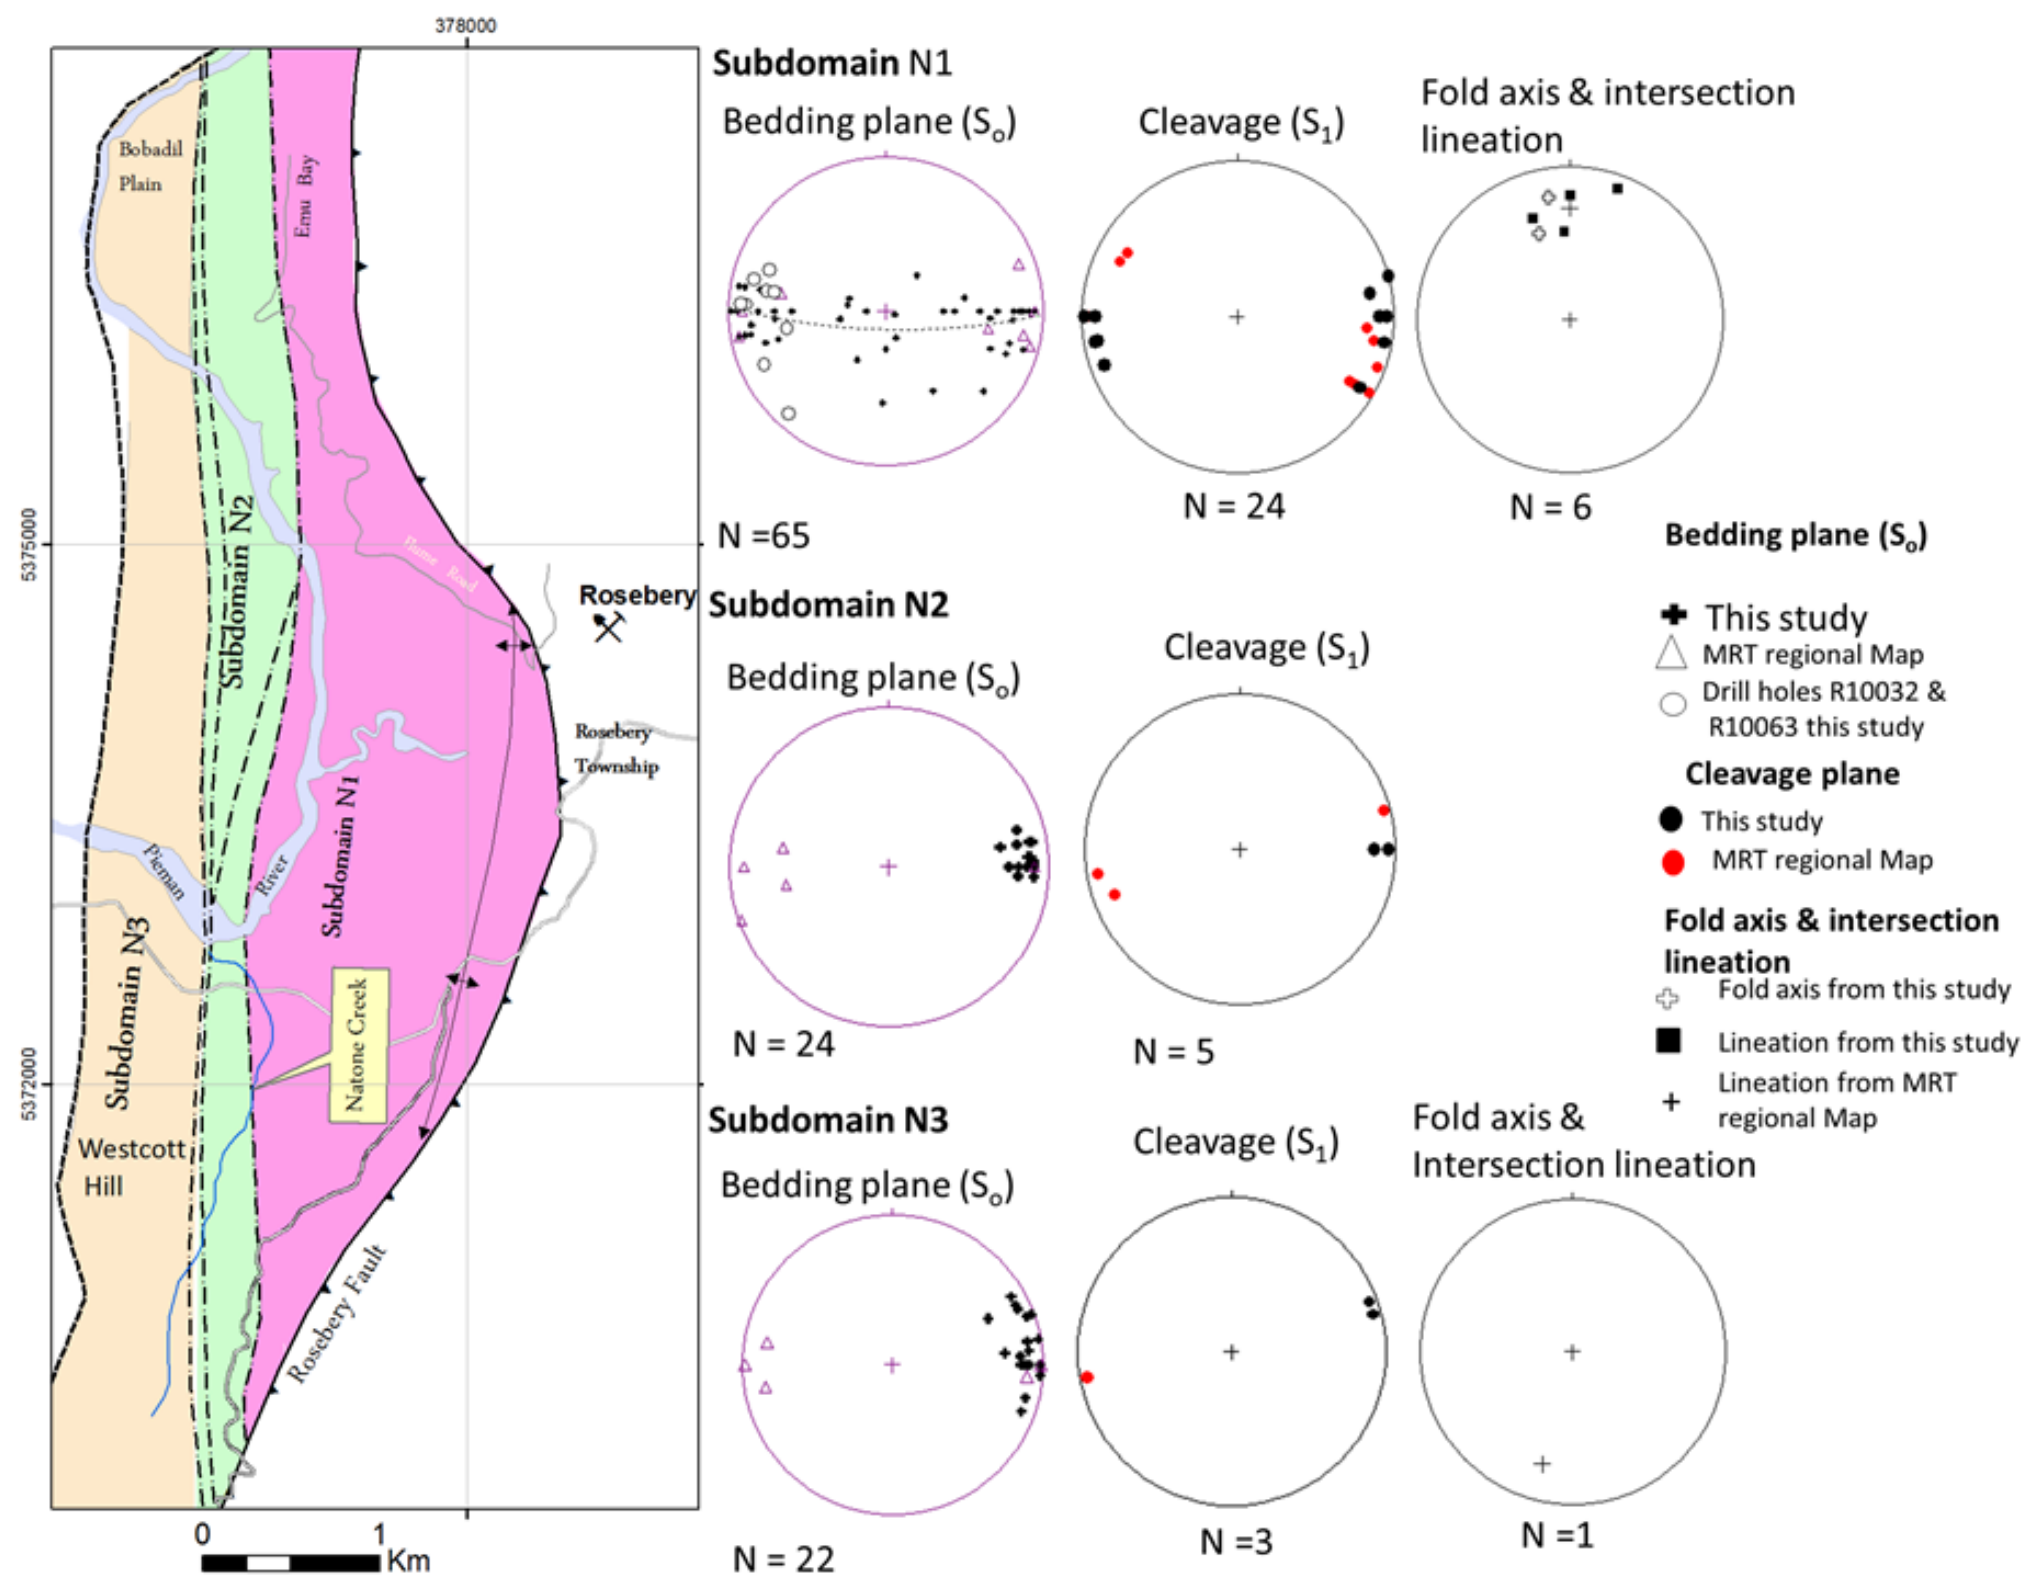 378000
Subdomain N1
Bedding plane (So)
Cleavage (S1)
Fold axis & intersection
lineation
N =65
N = 24
N = 6
Bobadil
Plain
Emu Bay
Subdomain N2
5375000
Flume Road
Rosebery
Rosebery
Township
Subdomain N1
Pieman
River
Subdomain N3
Natone Creek
5372000
Westcott
Hill
Rosebery Fault
0 1
Km
Subdomain N2
Bedding plane (So)
Cleavage (S1)
N = 24
N = 5
Subdomain N3
Bedding plane (So)
Cleavage (S1)
Fold axis &
Intersection lineation
N = 22
N =3
N =1
Bedding plane (So)
This study
MRT regional Map
Drill holes R10032 &
R10063 this study
Cleavage plane
This study
MRT regional Map
Fold axis & intersection
lineation
Fold axis from this study
Lineation from this study
Lineation from MRT
regional Map